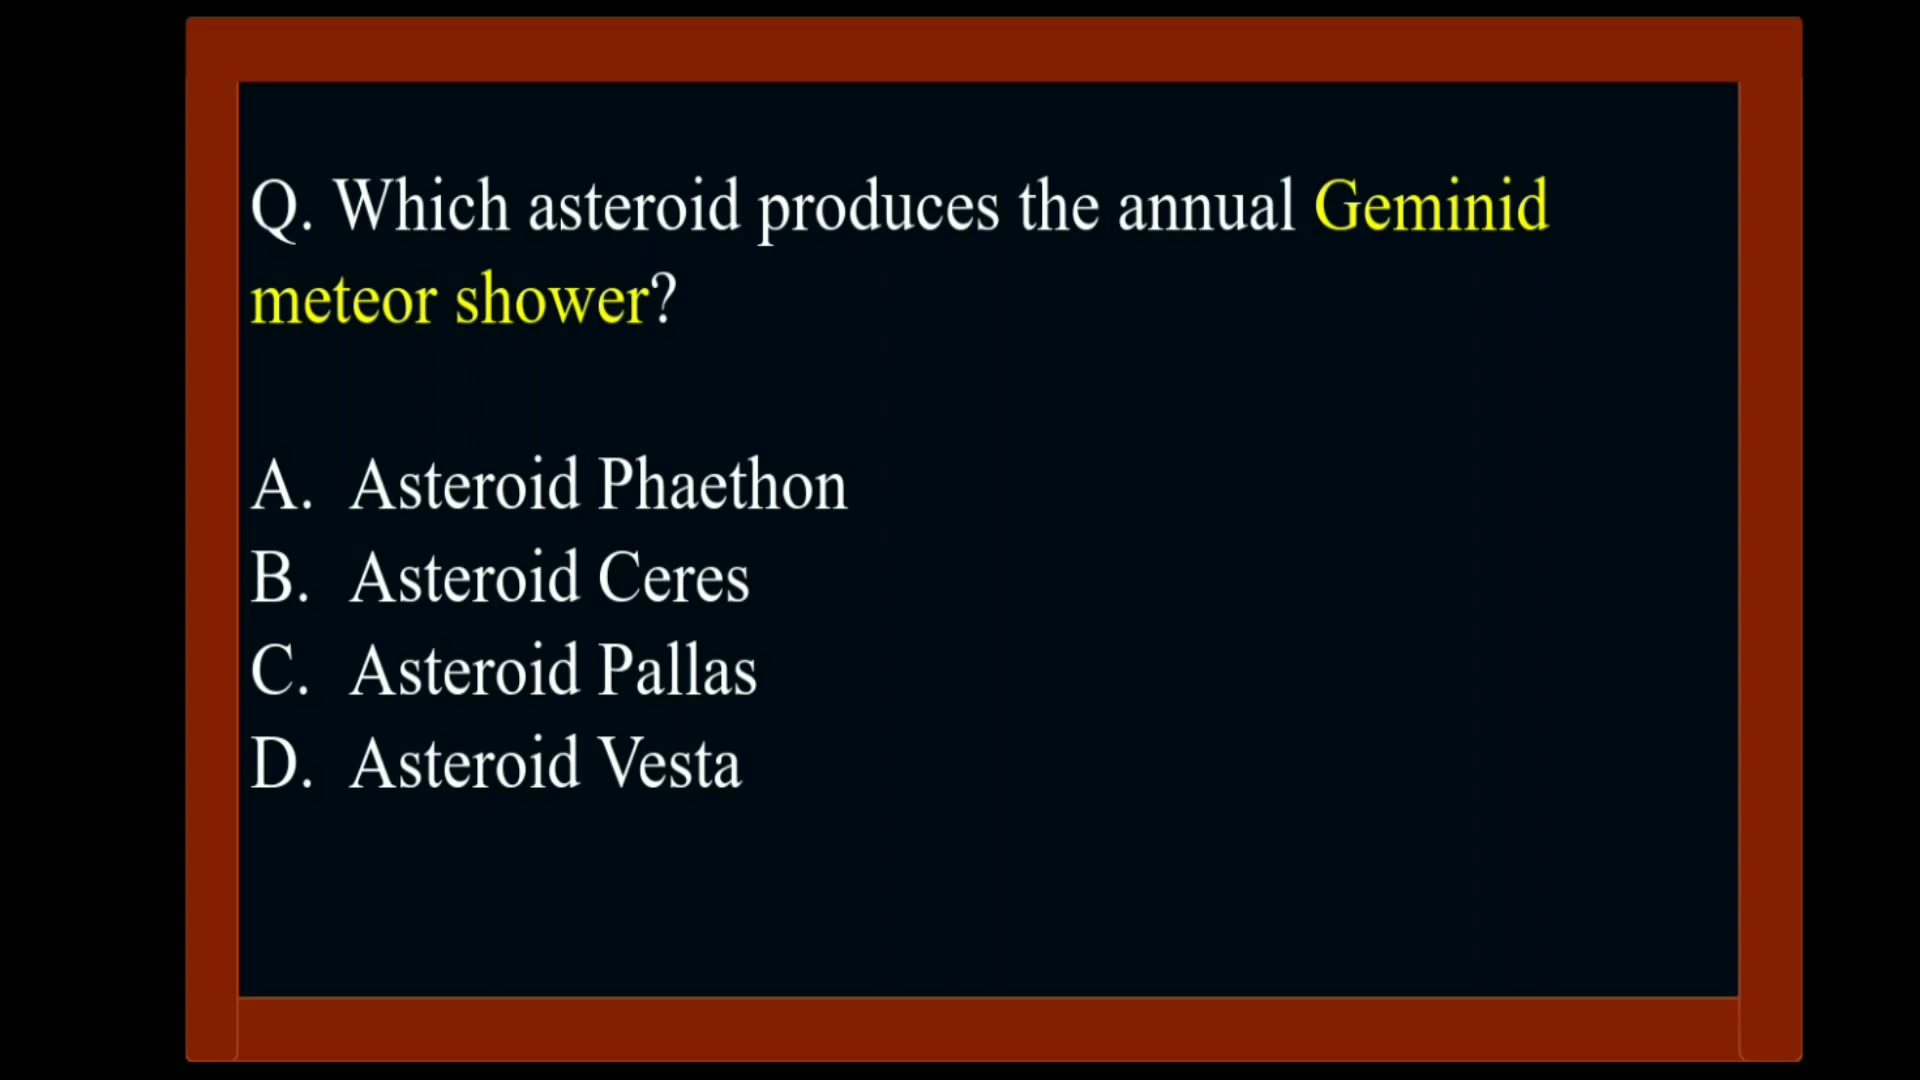 Q. Which asteroid produces the annual Geminid
meteor shower?
A. Asteroid Phaethon
B. Asteroid Ceres
C. Asteroid Pallas
D. Asteroid Vesta